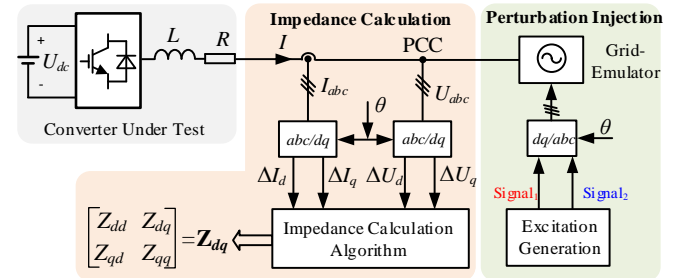 Impedance Calculation
Perturbation Injection
+
U_dc
-
L
R
I
PCC
Grid-
Emulator
I_abc
U_abc
Converter Under Test
θ
abc/dq
abc/dq
dq/abc
θ
ΔI_d
ΔI_q
ΔU_d
ΔU_q
Signal_1
Signal_2
[Z_dd Z_dq
Z_qd Z_qq] = Z_dq
Impedance Calculation
Algorithm
Excitation
Generation